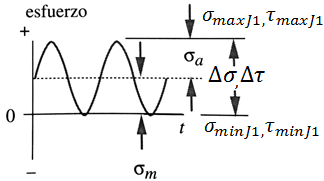 esfuerzo
σmaxJ1, τmaxJ1
+
σa
Δσ, Δτ
0
t
σminJ1, τminJ1
σm
–